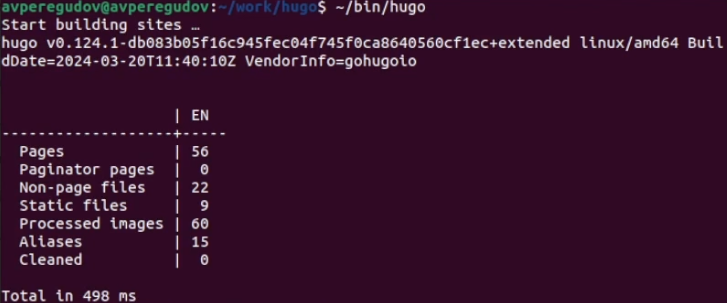 avperegudov@avperegudov:~/work/hugo$ ~/bin/hugo
Start building sites …
hugo v0.124.1-db083b05f16c945fec04f745f0ca8640560cf1ec+extended linux/amd64 Buil
dDate=2024-03-20T11:40:10Z VendorInfo=gohugoio
                   | EN
-------------------+-----
  Pages            | 56
  Paginator pages  |  0
  Non-page files   | 22
  Static files     |  9
  Processed images | 60
  Aliases          | 15
  Cleaned          |  0
Total in 498 ms